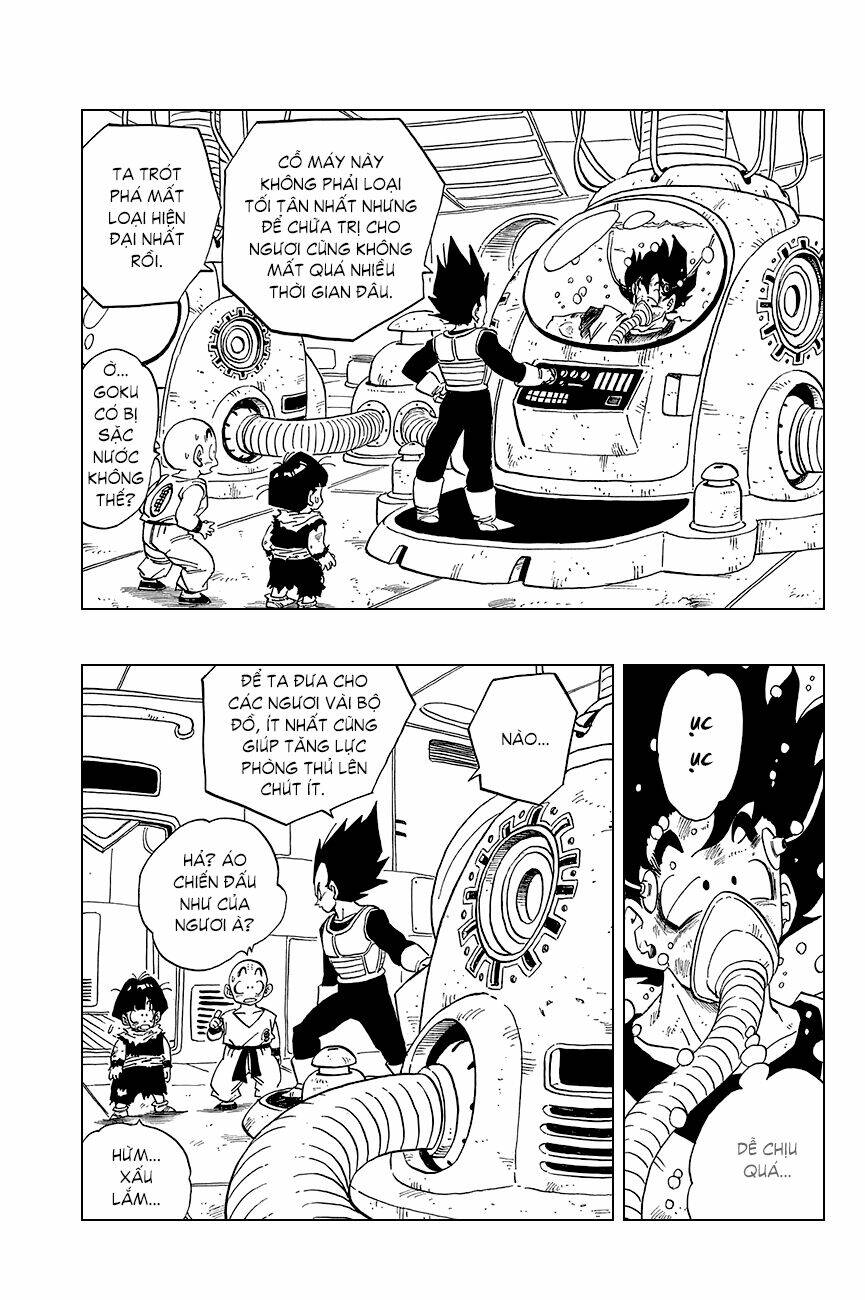 CỖ MÁY NÀY
KHÔNG PHẢI LOẠI
TỐI TÂN NHẤT NHƯNG
ĐỂ CHỮA TRỊ CHO
NGƯƠI CŨNG KHÔNG
MẤT QUÁ NHIỀU
THỜI GIAN ĐÂU.
TA TRÓT
PHÁ MẤT
LOẠI HIỆN
ĐẠI NHẤT
RỒI.
Ờ...
GOKU
CÓ BỊ
SẶC
NƯỚC
KHÔNG
THẾ?
ỤC
ỤC
DỄ CHỊU
QUÁ...
NÀO...
ĐỂ TA ĐƯA CHO
CÁC NGƯƠI VÀI BỘ
ĐỒ, ÍT NHẤT CŨNG
GIÚP TĂNG LỰC
PHÒNG THỦ LÊN
CHÚT ÍT.
HẢ? ÁO
CHIẾN ĐẤU
NHƯ CỦA
NGƯƠI À?
HỪM...
XẤU
LẮM...